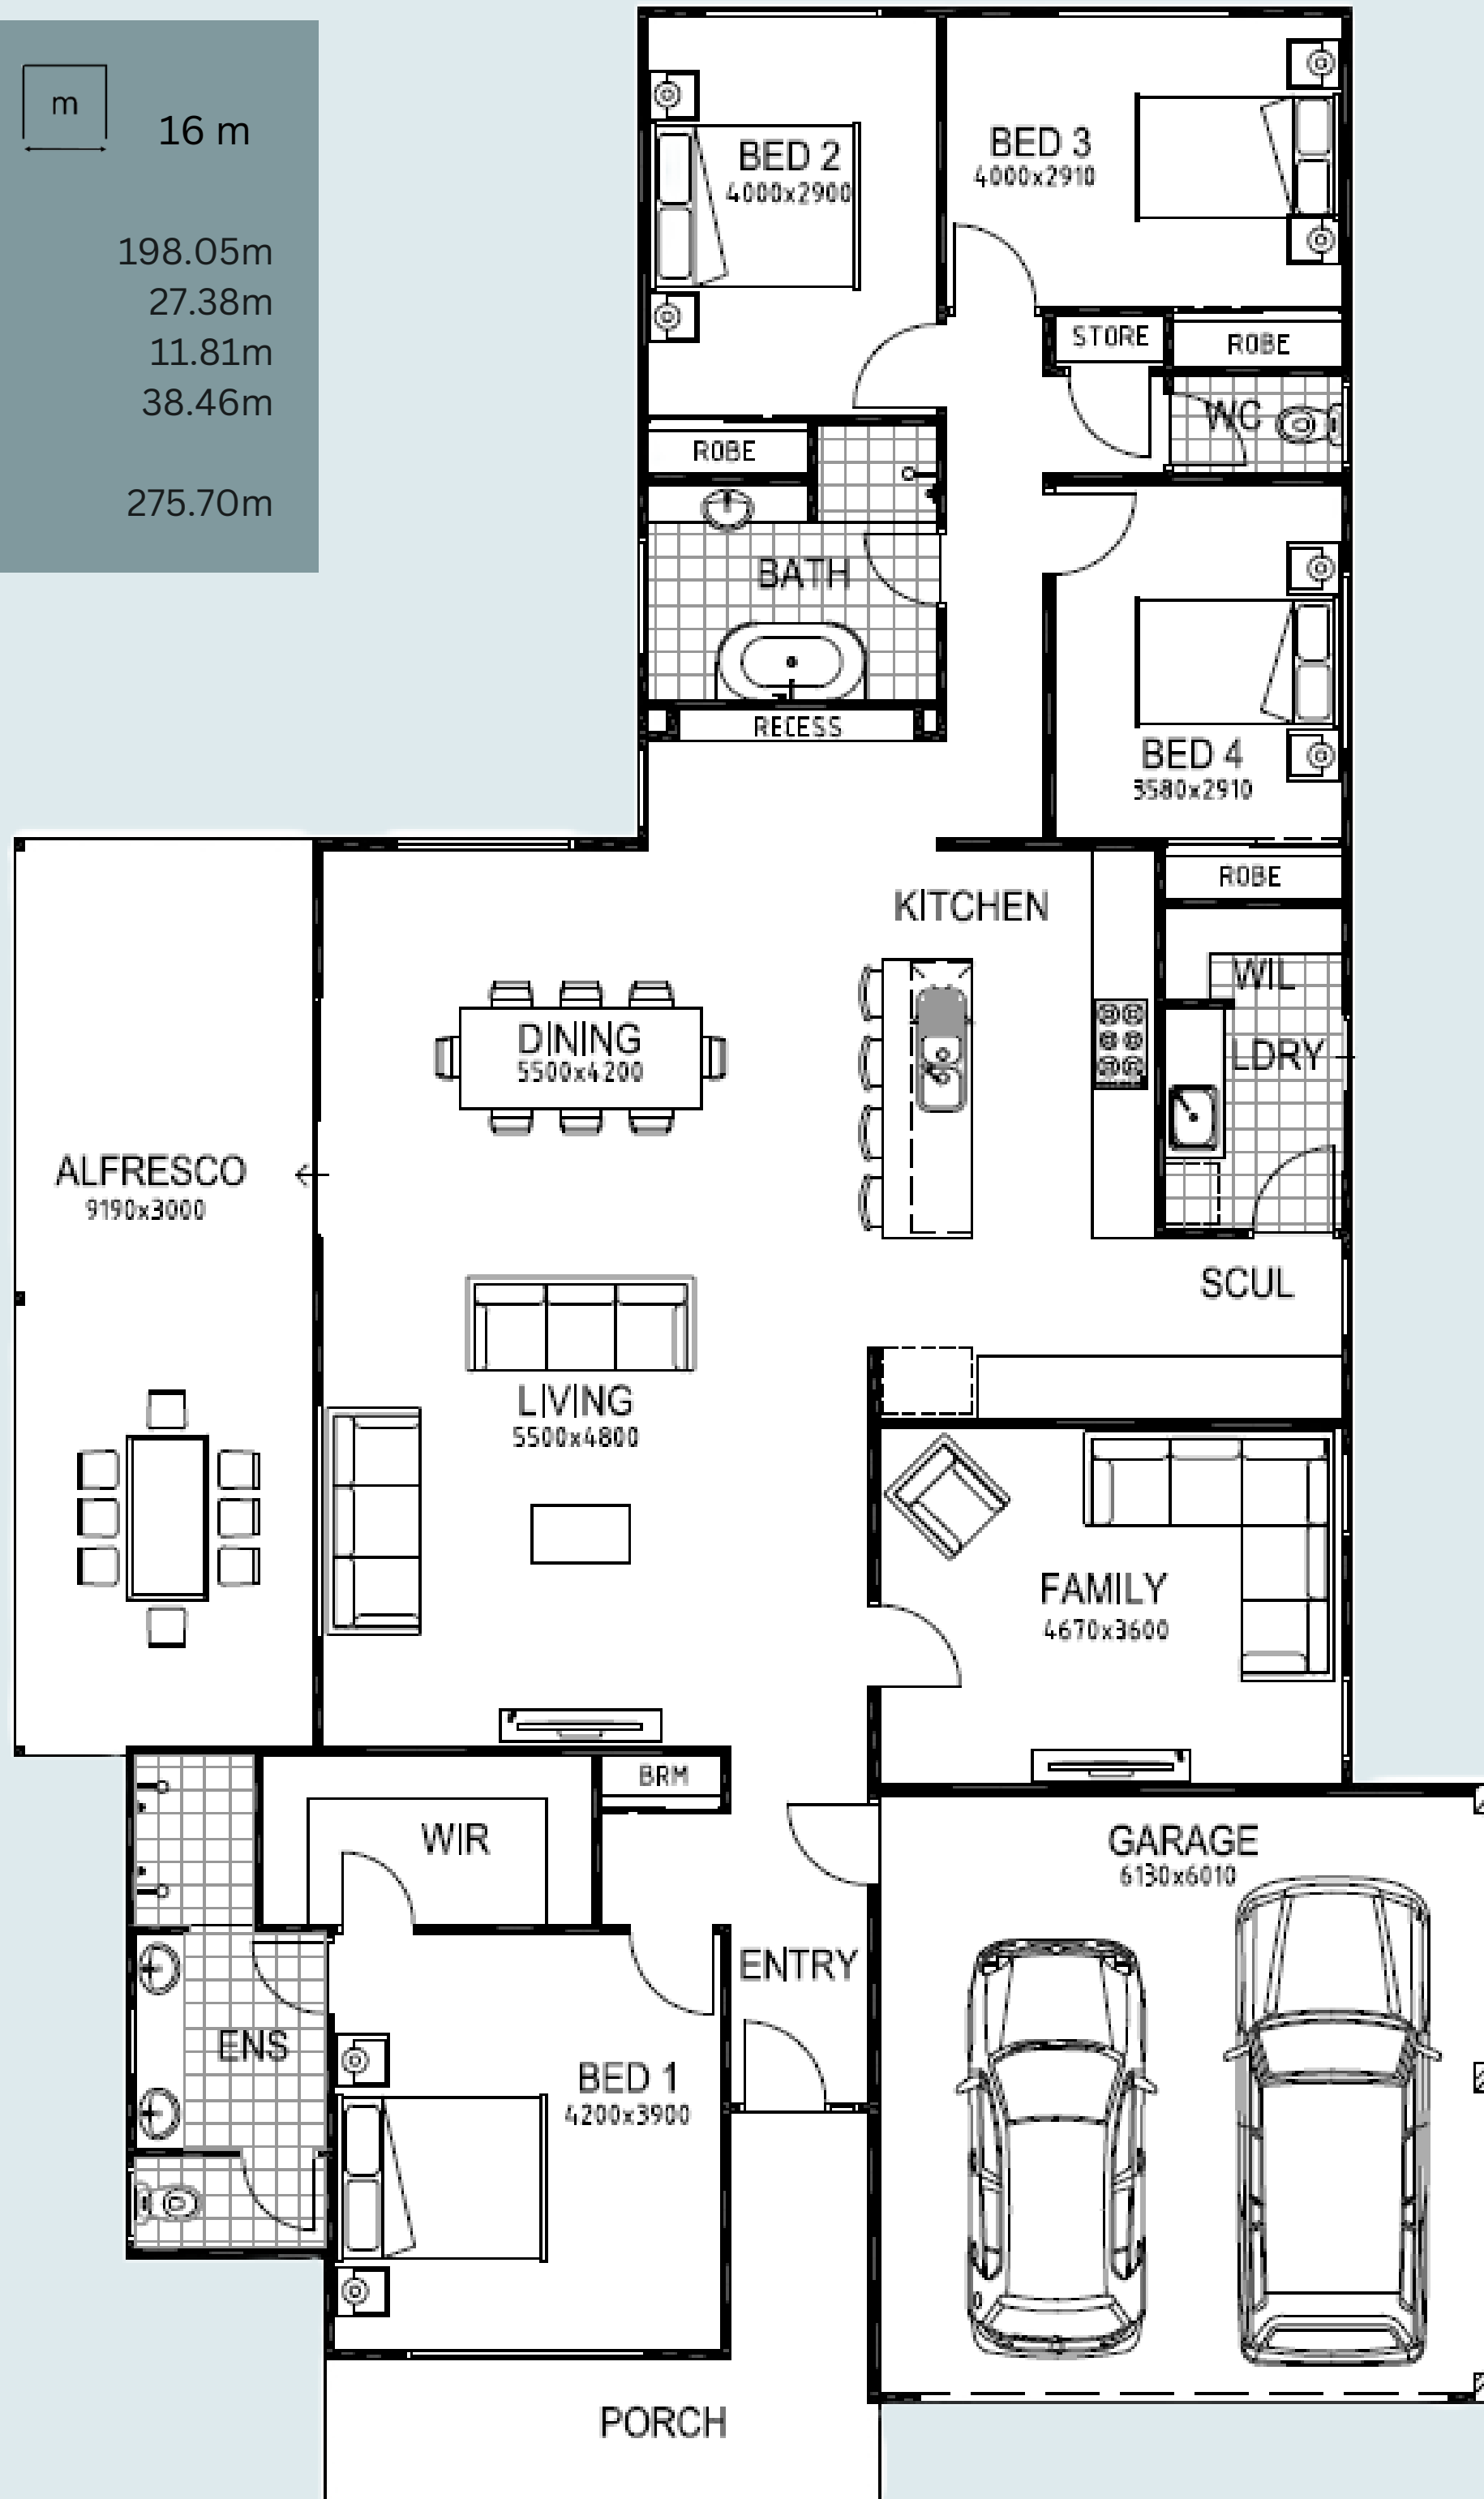 m
16 m
198.05m
27.38m
11.81m
38.46m
275.70m
BED 2
4000x2900
BED 3
4000x2910
STORE
ROBE
WC
ROBE
BATH
RECESS
BED 4
3580x2910
ROBE
KITCHEN
WIL
LDRY
DINING
5500x4200
ALFRESCO
9190x3000
SCUL
LIVING
5500x4800
FAMILY
4670x3600
BRM
WIR
GARAGE
6130x6010
ENTRY
ENS
BED 1
4200x3900
PORCH